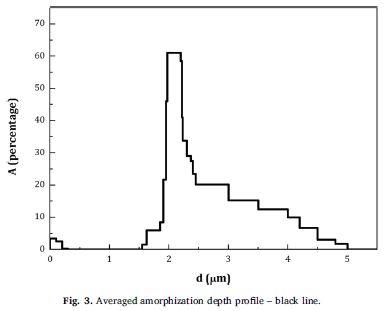 70
60
50
40
30
20
10
0
A (percentage)
0 1 2 3 4 5
d (μm)
Fig. 3. Averaged amorphization depth profile – black line.